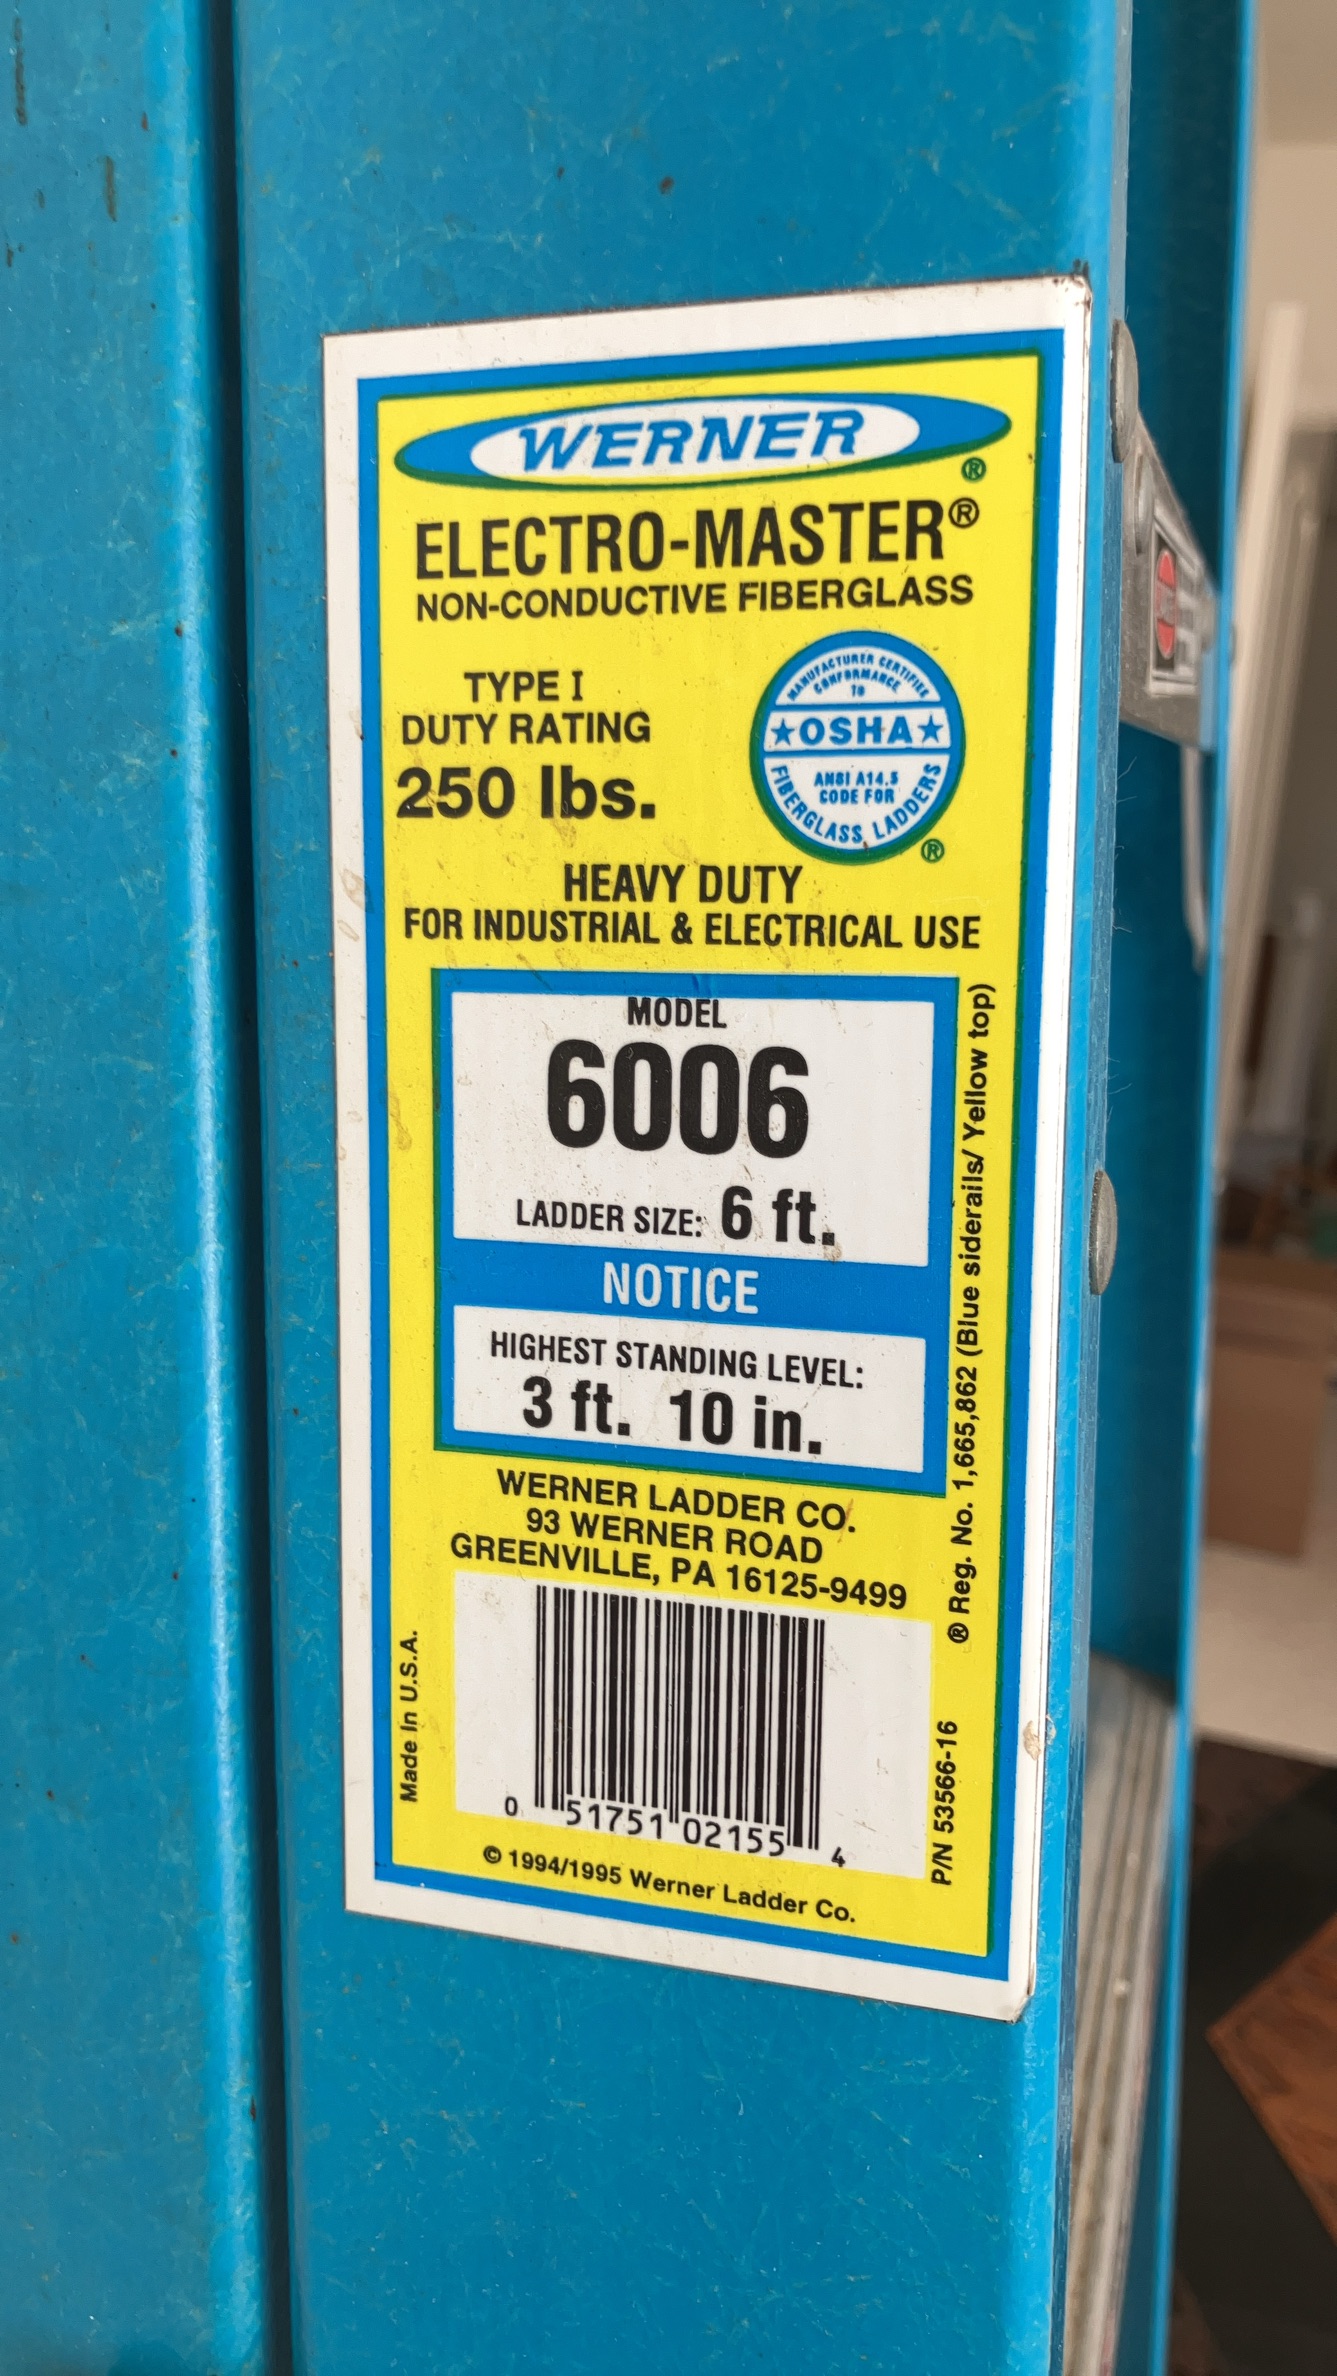 WERNER
®
ELECTRO-MASTER®
NON-CONDUCTIVE FIBERGLASS
TYPE I
DUTY RATING
250 lbs.
MANUFACTURER CERTIFIES
CONFORMANCE
TO
★OSHA★
ANSI A14.5
CODE FOR
FIBERGLASS LADDERS
®
HEAVY DUTY
FOR INDUSTRIAL & ELECTRICAL USE
MODEL
6006
LADDER SIZE: 6 ft.
NOTICE
HIGHEST STANDING LEVEL:
3 ft. 10 in.
® Reg. No. 1,665,862 (Blue siderails/ Yellow top)
WERNER LADDER CO.
93 WERNER ROAD
GREENVILLE, PA 16125-9499
Made In U.S.A.
0 51751 02155 4
P/N 53566-16
© 1994/1995 Werner Ladder Co.